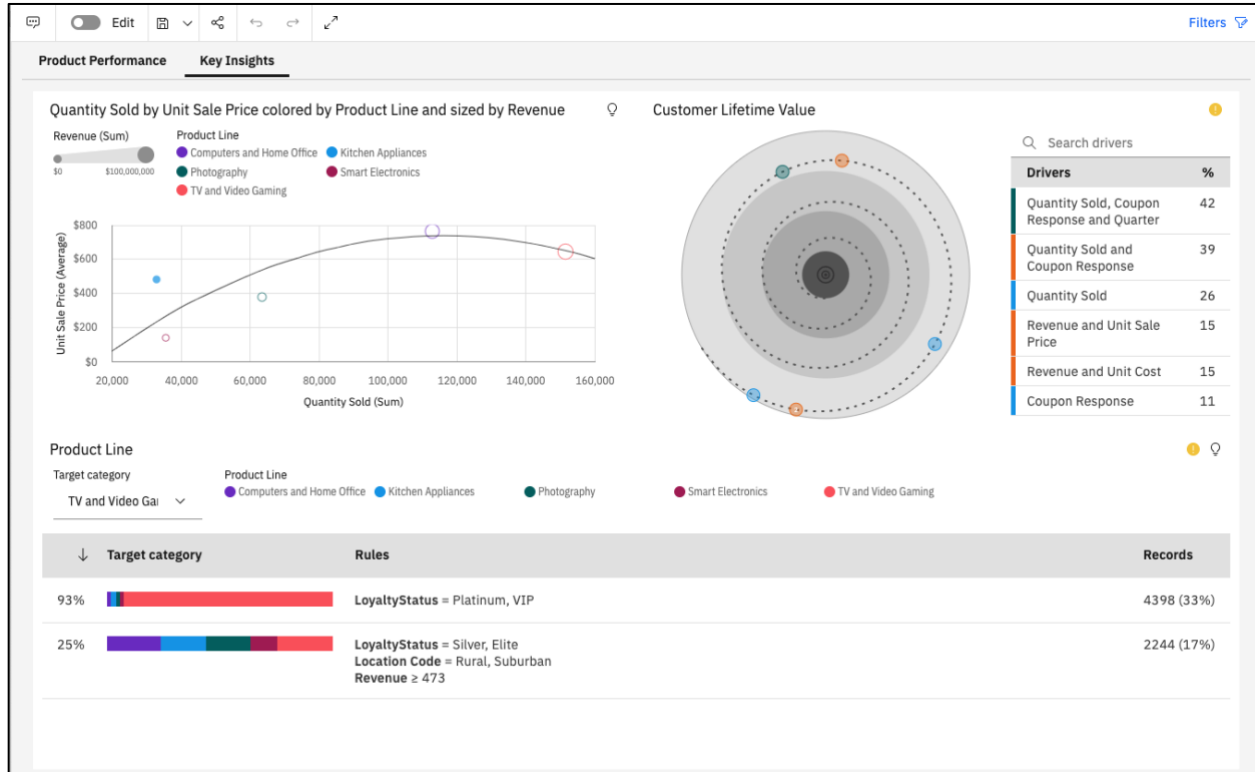 Edit
Filters
Product Performance
Key Insights
Quantity Sold by Unit Sale Price colored by Product Line and sized by Revenue
Revenue (Sum)
$0
$100,000,000
Product Line
Computers and Home Office
Kitchen Appliances
Photography
Smart Electronics
TV and Video Gaming
Unit Sale Price (Average)
$800
$600
$400
$200
$0
20,000
40,000
60,000
80,000
100,000
120,000
140,000
160,000
Quantity Sold (Sum)
Customer Lifetime Value
Search drivers
Drivers %
Quantity Sold, Coupon 42
Response and Quarter
Quantity Sold and 39
Coupon Response
Quantity Sold 26
Revenue and Unit Sale 15
Price
Revenue and Unit Cost 15
Coupon Response 11
Product Line
Target category
TV and Video Gai
Product Line
Computers and Home Office
Kitchen Appliances
Photography
Smart Electronics
TV and Video Gaming
Target category Rules Records
93% LoyaltyStatus = Platinum, VIP 4398 (33%)
25% LoyaltyStatus = Silver, Elite 2244 (17%)
Location Code = Rural, Suburban
Revenue ≥ 473